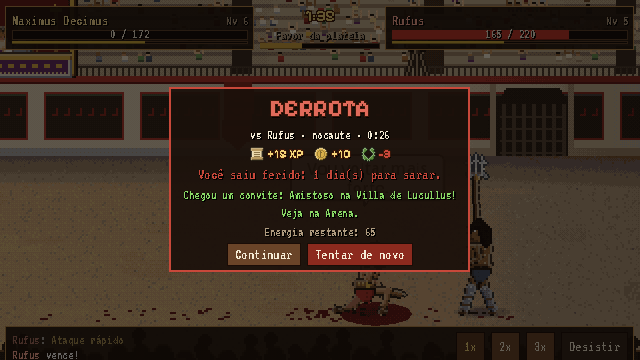 Maximus Decimus Nv 6
0 / 172
1:38
Favor da plateia
Rufus Nv 5
165 / 220
DERROTA
vs Rufus · nocaute · 0:26
+18 XP +10 -3
Você saiu ferido: 1 dia(s) para sarar.
Chegou um convite: Amistoso na Villa de Lucullus!
Veja na Arena.
Energia restante: 65
Continuar Tentar de novo
Rufus: Ataque rápido
Rufus vence!
1x 2x 3x Desistir